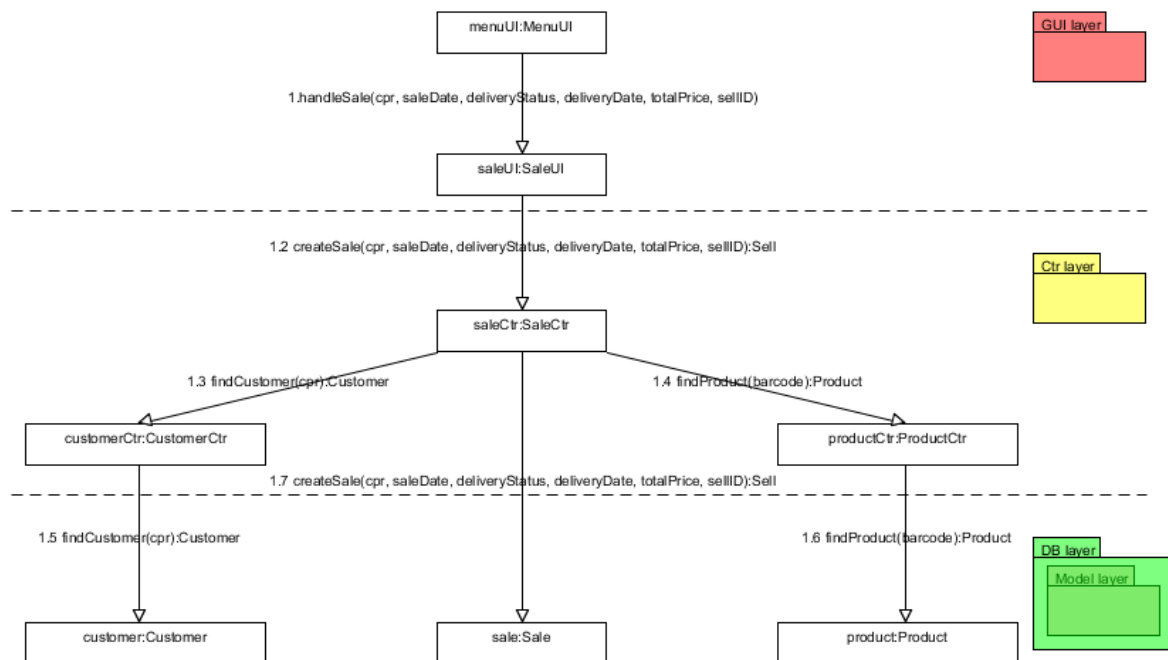 menuUI:MenuUI
GUI layer
1.handleSale(cpr, saleDate, deliveryStatus, deliveryDate, totalPrice, sellID)
saleUI:SaleUI
1.2 createSale(cpr, saleDate, deliveryStatus, deliveryDate, totalPrice, sellID):Sell
Ctr layer
saleCtr:SaleCtr
1.3 findCustomer(cpr):Customer
1.4 findProduct(barcode):Product
customerCtr:CustomerCtr
productCtr:ProductCtr
1.7 createSale(cpr, saleDate, deliveryStatus, deliveryDate, totalPrice, sellID):Sell
1.5 findCustomer(cpr):Customer
1.6 findProduct(barcode):Product
DB layer
Model layer
customer:Customer
sale:Sale
product:Product